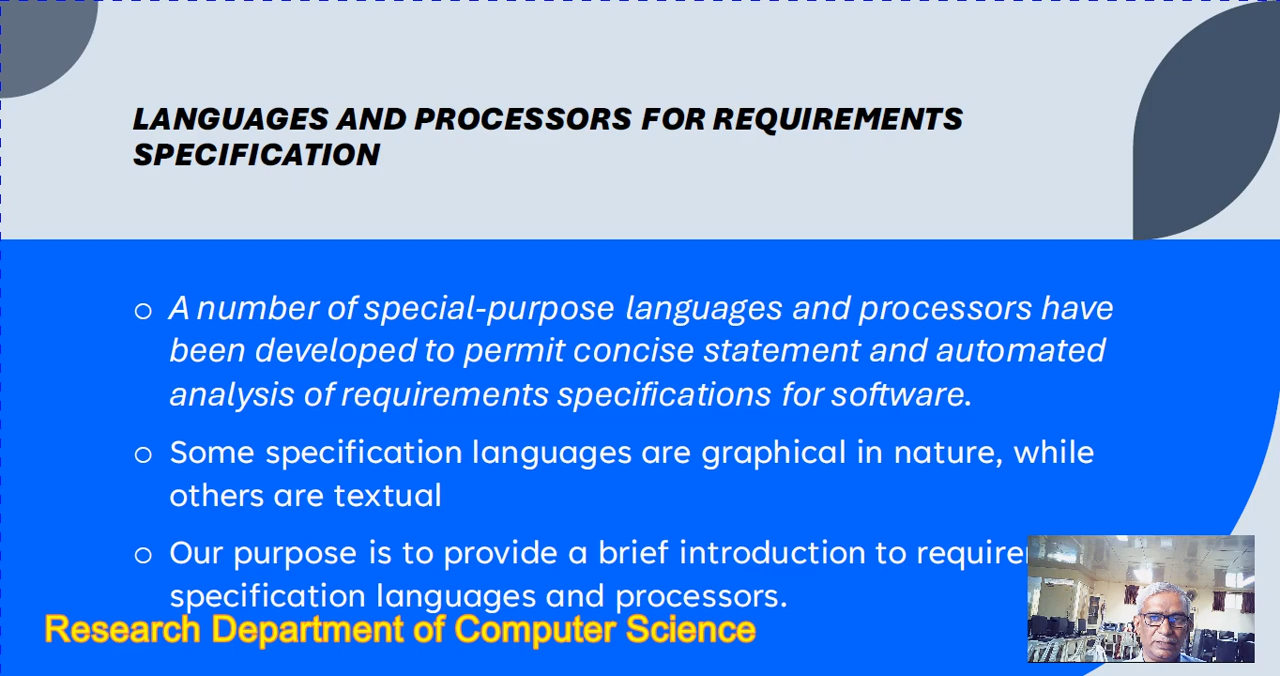 LANGUAGES AND PROCESSORS FOR REQUIREMENTS
SPECIFICATION
○ A number of special-purpose languages and processors have
been developed to permit concise statement and automated
analysis of requirements specifications for software.
○ Some specification languages are graphical in nature, while
others are textual
○ Our purpose is to provide a brief introduction to
specification languages and processors.
Research Department of Computer Science